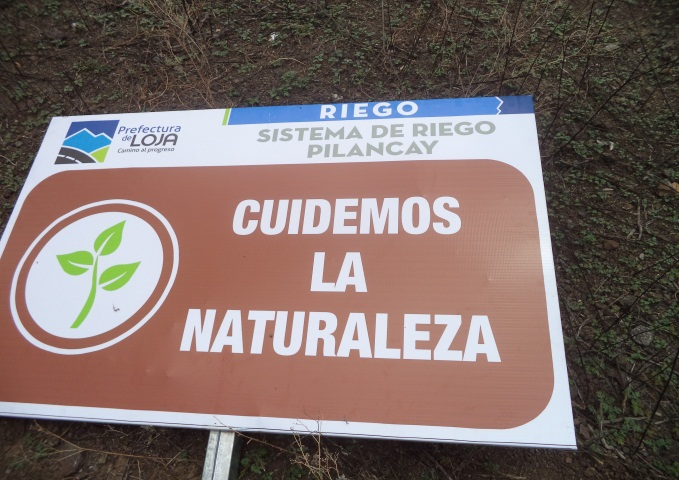 Prefectura
de LOJA
Camino al progreso
RIEGO
SISTEMA DE RIEGO
PILANCAY
CUIDEMOS
LA
NATURALEZA